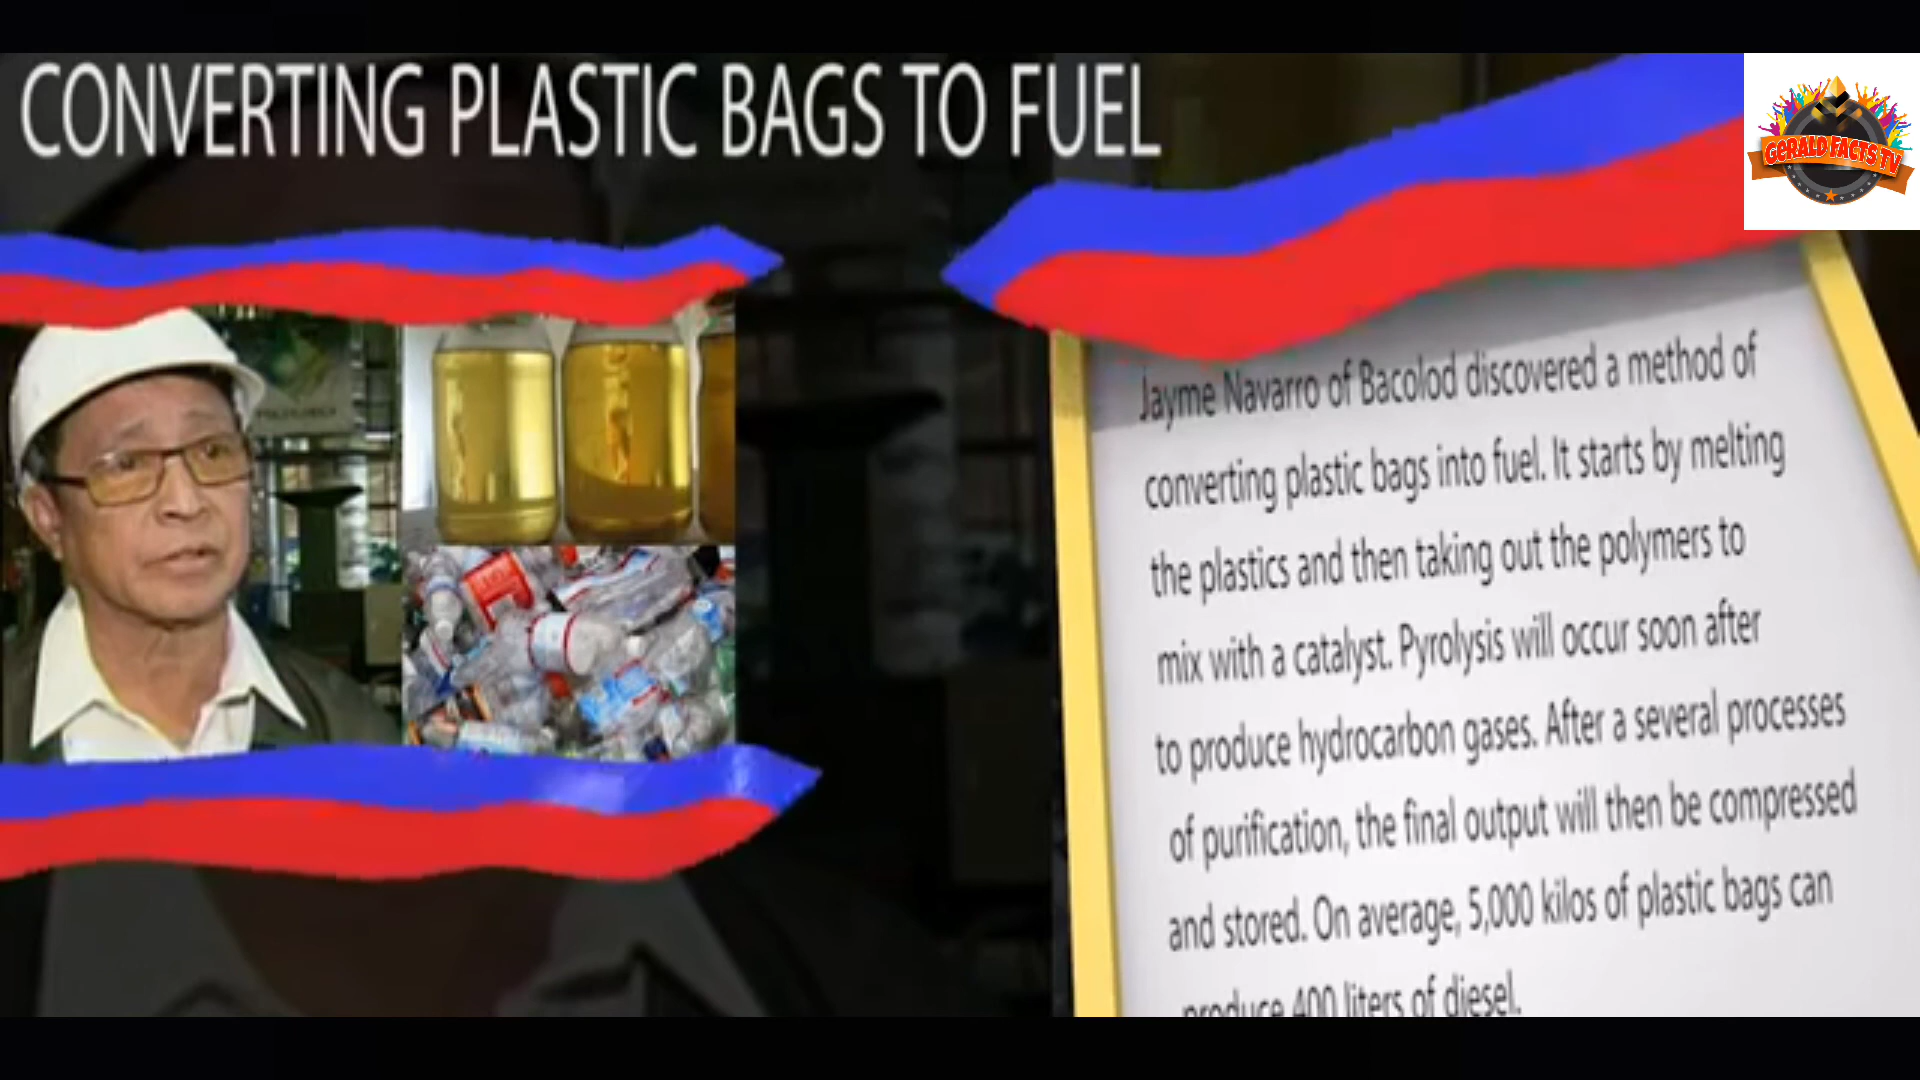 CONVERTING PLASTIC BAGS TO FUEL
GERALD FACTS TV
Jayme Navarro of Bacolod discovered a method of
converting plastic bags into fuel. It starts by melting
the plastics and then taking out the polymers to
mix with a catalyst. Pyrolysis will occur soon after
to produce hydrocarbon gases. After a several processes
of purification, the final output will then be compressed
and stored. On average, 5,000 kilos of plastic bags can
produce 400 liters of diesel.